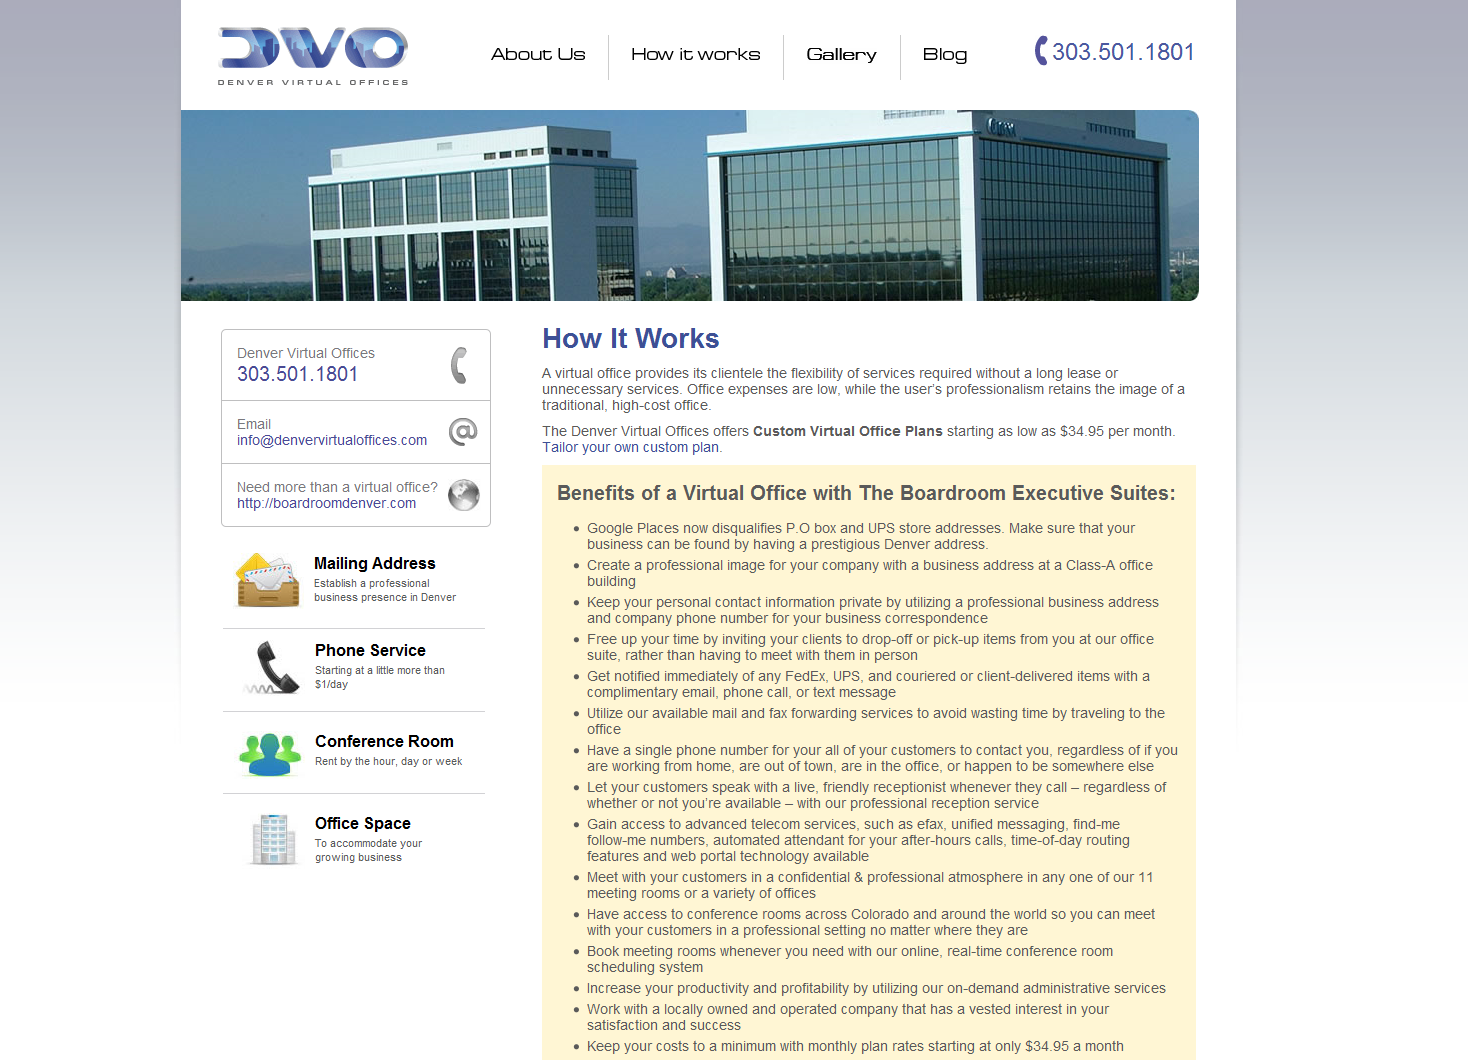 DVO
DENVER VIRTUAL OFFICES
About Us
How it works
Gallery
Blog
303.501.1801
How It Works
A virtual office provides its clientele the flexibility of services required without a long lease or
unnecessary services. Office expenses are low, while the user's professionalism retains the image of a
traditional, high-cost office.
The Denver Virtual Offices offers Custom Virtual Office Plans starting as low as $34.95 per month.
Tailor your own custom plan.
Benefits of a Virtual Office with The Boardroom Executive Suites:
• Google Places now disqualifies P.O box and UPS store addresses. Make sure that your
business can be found by having a prestigious Denver address.
• Create a professional image for your company with a business address at a Class-A office
building
• Keep your personal contact information private by utilizing a professional business address
and company phone number for your business correspondence
• Free up your time by inviting your clients to drop-off or pick-up items from you at our office
suite, rather than having to meet with them in person
• Get notified immediately of any FedEx, UPS, and couriered or client-delivered items with a
complimentary email, phone call, or text message
• Utilize our available mail and fax forwarding services to avoid wasting time by traveling to the
office
• Have a single phone number for your all of your customers to contact you, regardless of if you
are working from home, are out of town, are in the office, or happen to be somewhere else
• Let your customers speak with a live, friendly receptionist whenever they call – regardless of
whether or not you're available – with our professional reception service
• Gain access to advanced telecom services, such as efax, unified messaging, find-me
follow-me numbers, automated attendant for your after-hours calls, time-of-day routing
features and web portal technology available
• Meet with your customers in a confidential & professional atmosphere in any one of our 11
meeting rooms or a variety of offices
• Have access to conference rooms across Colorado and around the world so you can meet
with your customers in a professional setting no matter where they are
• Book meeting rooms whenever you need with our online, real-time conference room
scheduling system
• Increase your productivity and profitability by utilizing our on-demand administrative services
• Work with a locally owned and operated company that has a vested interest in your
satisfaction and success
• Keep your costs to a minimum with monthly plan rates starting at only $34.95 a month
Denver Virtual Offices
303.501.1801
Email
info@denvervirtualoffices.com
@
Need more than a virtual office?
http://boardroomdenver.com
Mailing Address
Establish a professional
business presence in Denver
Phone Service
Starting at a little more than
$1/day
Conference Room
Rent by the hour, day or week
Office Space
To accommodate your
growing business